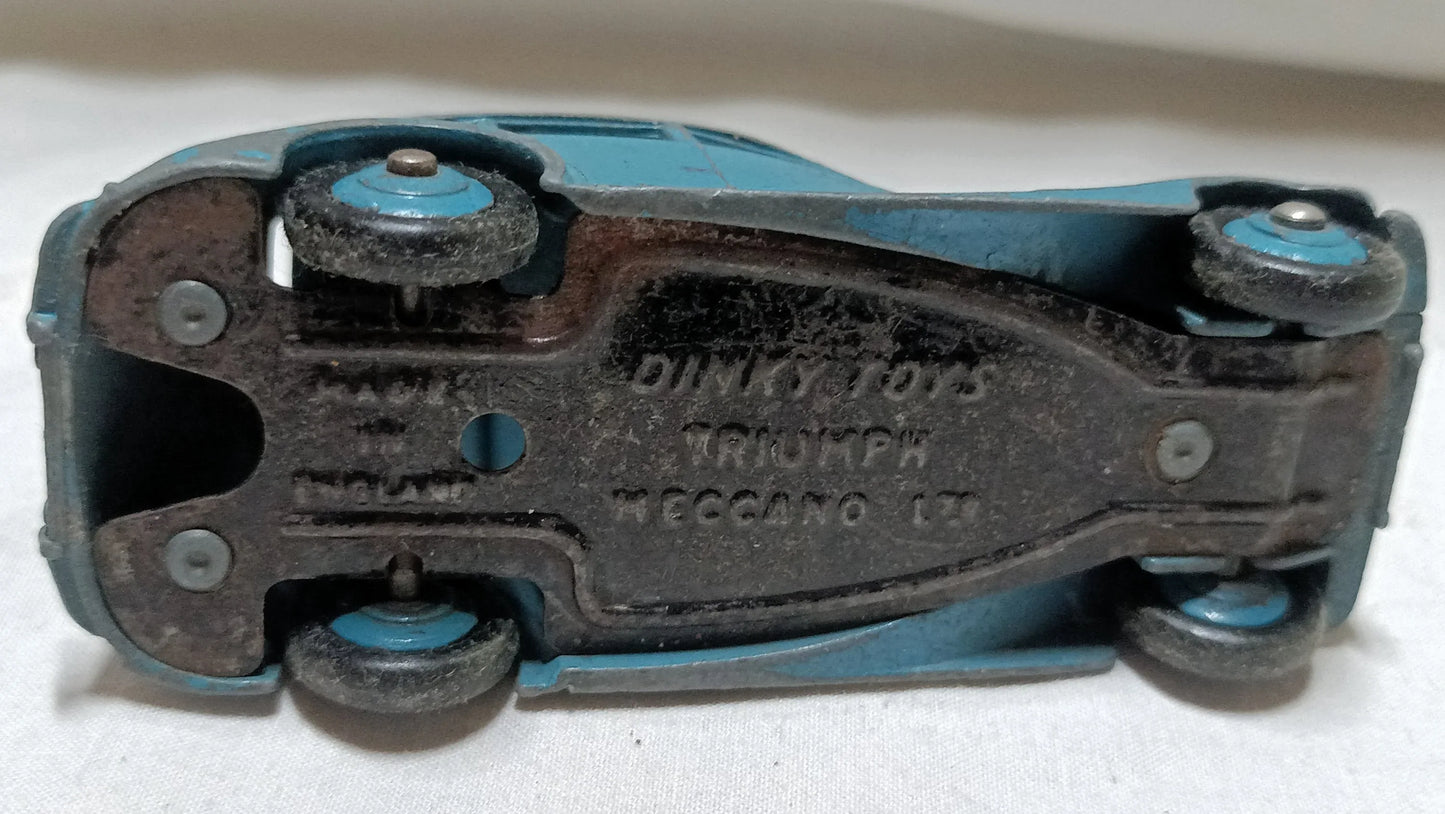 DINKY TOYS
TRIUMPH
MECCANO LTD
MADE
IN
ENGLAND